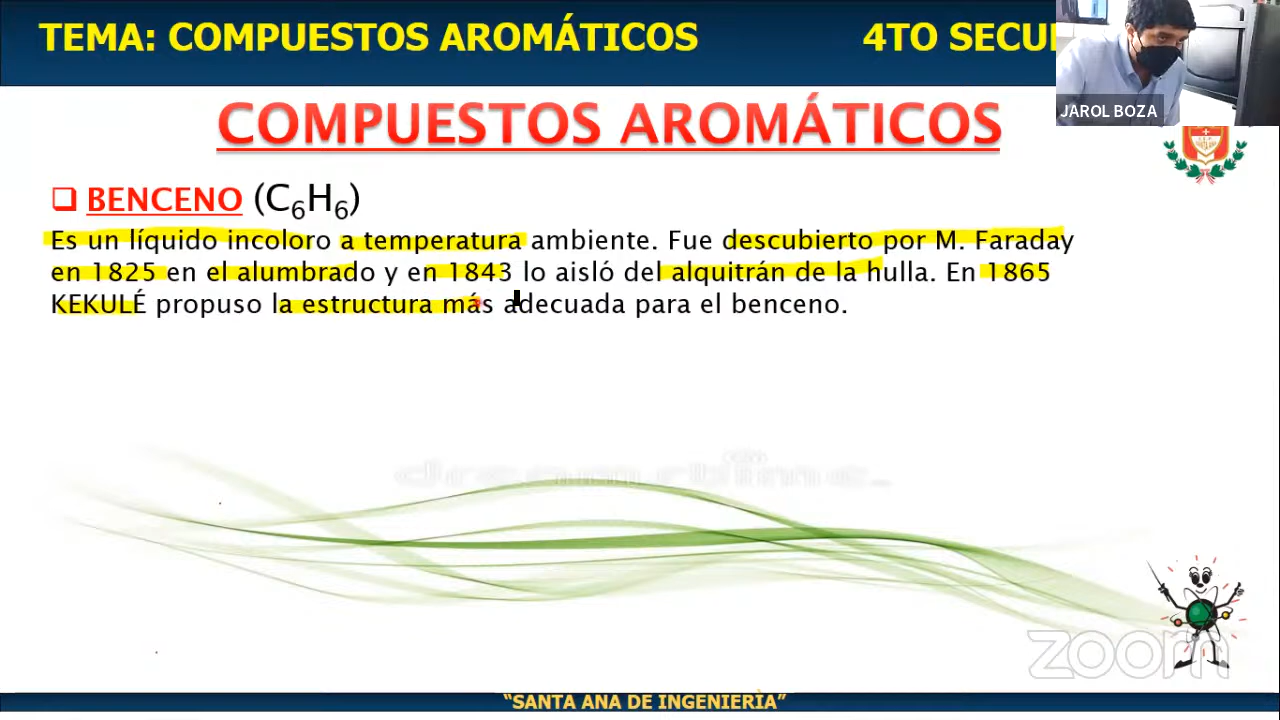 TEMA: COMPUESTOS AROMÁTICOS 4TO SECU
JAROL BOZA
COMPUESTOS AROMÁTICOS
❑ BENCENO (C₆H₆)
Es un líquido incoloro a temperatura ambiente. Fue descubierto por M. Faraday
en 1825 en el alumbrado y en 1843 lo aisló del alquitrán de la hulla. En 1865
KEKULÉ propuso la estructura más adecuada para el benceno.
zoom
“SANTA ANA DE INGENIERÌA”